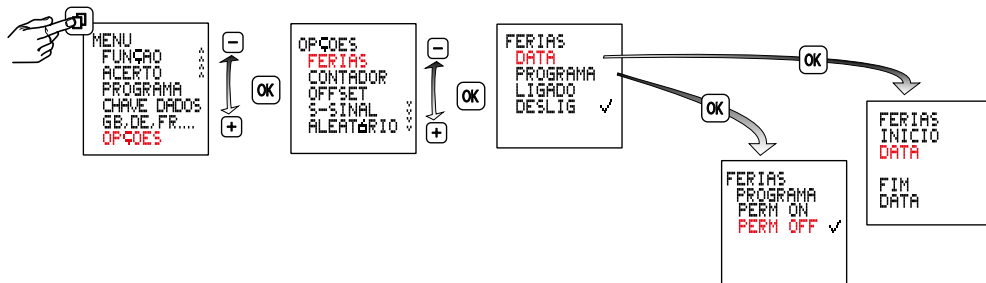 MENU
FUNÇAO
ACERTO
PROGRAMA
CHAVE DADOS
GB,DE,FR....
OPÇOES
−
+
OK
OPÇOES
FERIAS
CONTADOR
OFFSET
S-SINAL
ALEATÓRIO
−
+
OK
FERIAS
DATA
PROGRAMA
LIGADO
DESLIG ✓
OK
OK
FERIAS
INICIO
DATA
FIM
DATA
FERIAS
PROGRAMA
PERM ON
PERM OFF ✓